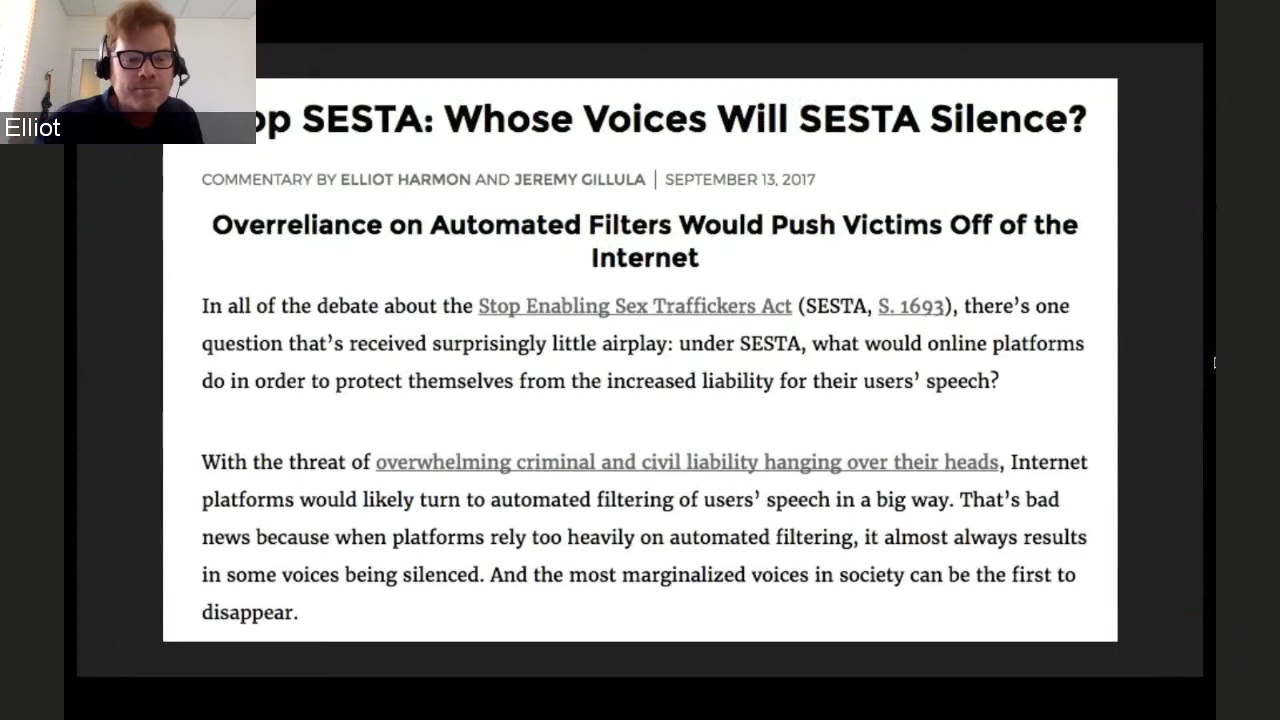 Elliot
op SESTA: Whose Voices Will SESTA Silence?
COMMENTARY BY ELLIOT HARMON AND JEREMY GILLULA | SEPTEMBER 13, 2017
Overreliance on Automated Filters Would Push Victims Off of the
Internet
In all of the debate about the Stop Enabling Sex Traffickers Act (SESTA, S. 1693), there’s one
question that’s received surprisingly little airplay: under SESTA, what would online platforms
do in order to protect themselves from the increased liability for their users’ speech?
With the threat of overwhelming criminal and civil liability hanging over their heads, Internet
platforms would likely turn to automated filtering of users’ speech in a big way. That’s bad
news because when platforms rely too heavily on automated filtering, it almost always results
in some voices being silenced. And the most marginalized voices in society can be the first to
disappear.